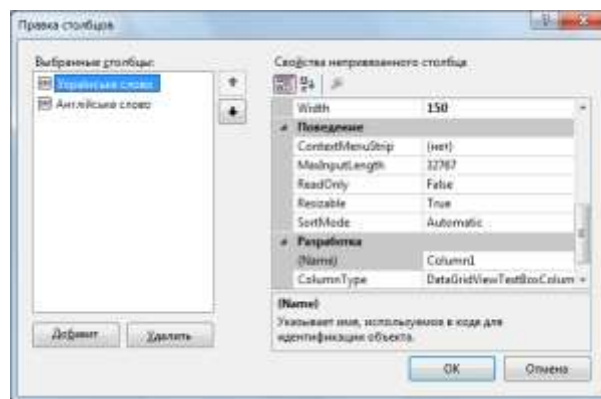 Правка столбцов
Выбранные столбцы:
Українське слово
Англійське слово
Добавит
Удалить
Свойства непривязанного столбца
Width 150
Поведение
ContextMenuStrip (нет)
MaxInputLength 32767
ReadOnly False
Resizable True
SortMode Automatic
Разработка
(Name) Column1
ColumnType DataGridViewTextBoxColum
(Name)
Указывает имя, используемое в коде для
идентификации объекта.
OK
Отмена